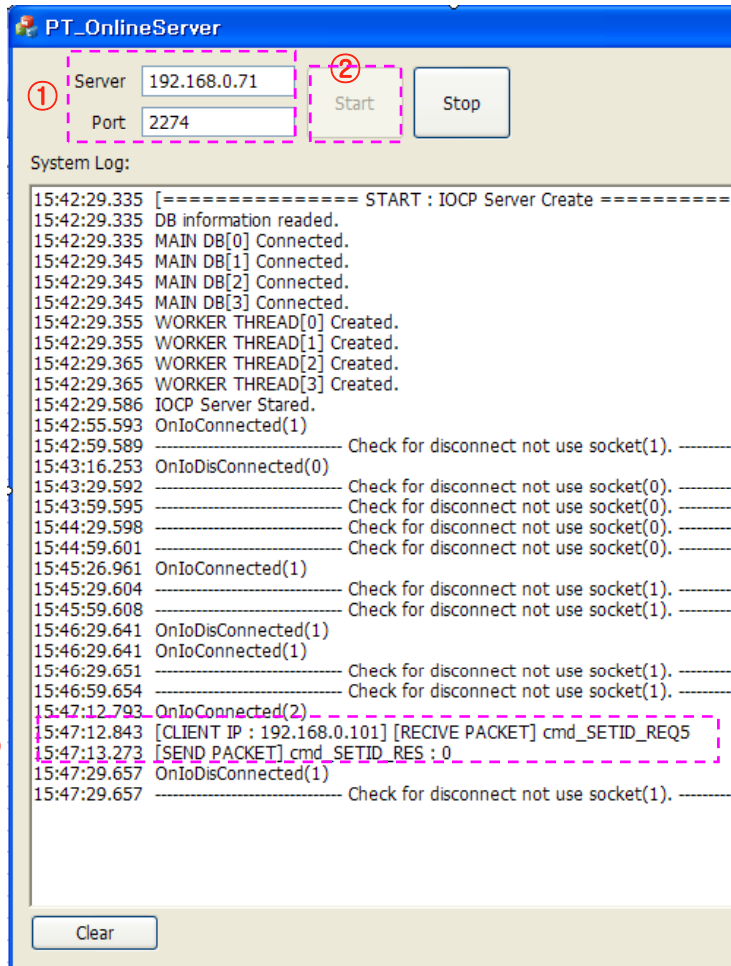 PT_OnlineServer
① Server 192.168.0.71 ② Start Stop
Port 2274
System Log:
15:42:29.335 [=============== START : IOCP Server Create ==========
15:42:29.335 DB information readed.
15:42:29.335 MAIN DB[0] Connected.
15:42:29.345 MAIN DB[1] Connected.
15:42:29.345 MAIN DB[2] Connected.
15:42:29.345 MAIN DB[3] Connected.
15:42:29.355 WORKER THREAD[0] Created.
15:42:29.355 WORKER THREAD[1] Created.
15:42:29.365 WORKER THREAD[2] Created.
15:42:29.365 WORKER THREAD[3] Created.
15:42:29.586 IOCP Server Stared.
15:42:55.593 OnIoConnected(1)
15:42:59.589 ------------------------------ Check for disconnect not use socket(1). ---------
15:43:16.253 OnIoDisConnected(0)
15:43:29.592 ------------------------------ Check for disconnect not use socket(0). ---------
15:43:59.595 ------------------------------ Check for disconnect not use socket(0). ---------
15:44:29.598 ------------------------------ Check for disconnect not use socket(0). ---------
15:44:59.601 ------------------------------ Check for disconnect not use socket(0). ---------
15:45:26.961 OnIoConnected(1)
15:45:29.604 ------------------------------ Check for disconnect not use socket(1). ---------
15:45:59.608 ------------------------------ Check for disconnect not use socket(1). ---------
15:46:29.641 OnIoDisConnected(1)
15:46:29.641 OnIoConnected(1)
15:46:29.651 ------------------------------ Check for disconnect not use socket(1). ---------
15:46:59.654 ------------------------------ Check for disconnect not use socket(1). ---------
15:47:12.793 OnIoConnected(2)
15:47:12.843 [CLIENT IP : 192.168.0.101] [RECIVE PACKET] cmd_SETID_REQ5
15:47:13.273 [SEND PACKET] cmd_SETID_RES : 0
15:47:29.657 OnIoDisConnected(1)
15:47:29.657 ------------------------------ Check for disconnect not use socket(1). ---------
Clear